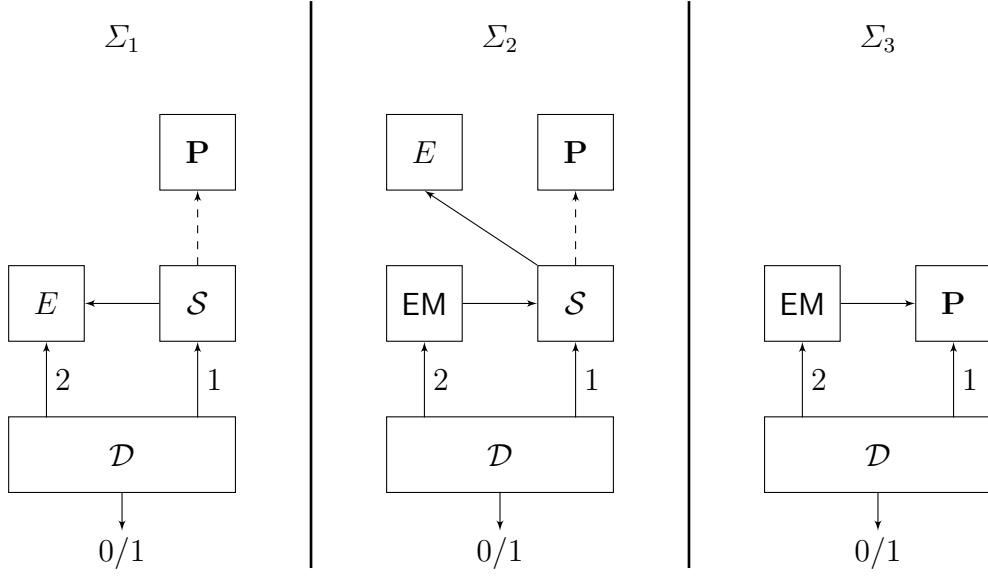 Σ₁ Σ₂ Σ₃
P E P
E S EM S EM P
2 1 2 1 2 1
D D D
0/1 0/1 0/1